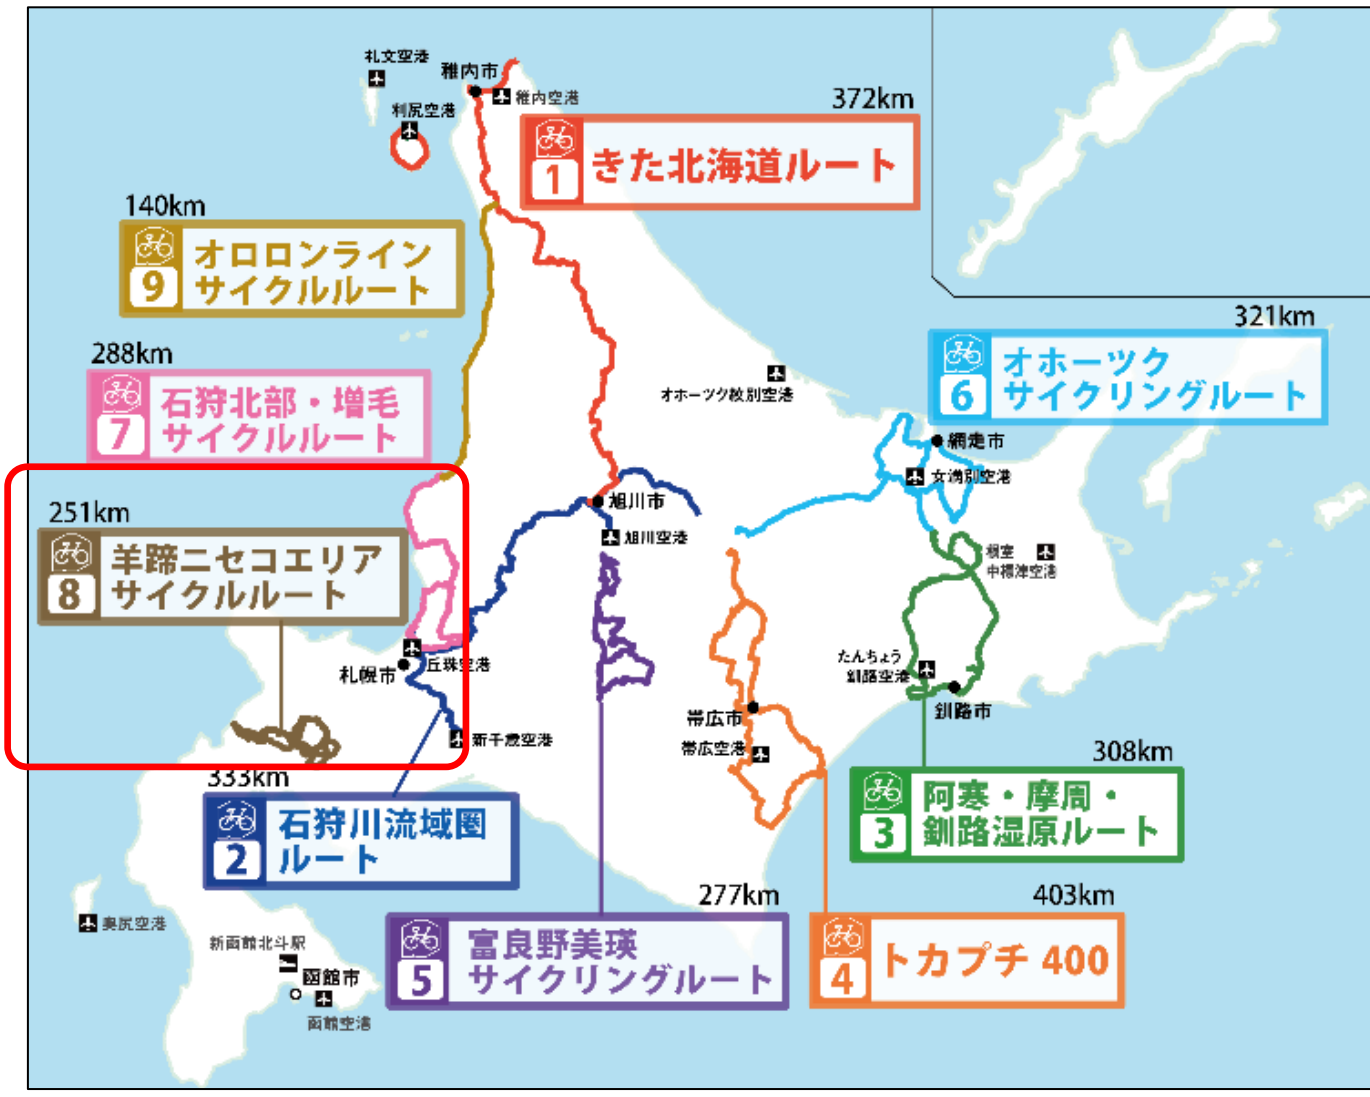 礼文空港
稚内市
稚内空港
利尻空港
372km
1
きた北海道ルート
140km
9
オロロンライン
サイクルルート
321km
6
オホーツク
サイクリングルート
288km
7
石狩北部・増毛
サイクルルート
オホーツク紋別空港
網走市
女満別空港
251km
8
羊蹄ニセコエリア
サイクルルート
旭川市
旭川空港
根室
中標津空港
丘珠空港
札幌市
たんちょう
釧路空港
釧路市
帯広市
帯広空港
新千歳空港
333km
2
石狩川流域圏
ルート
308km
3
阿寒・摩周・
釧路湿原ルート
277km
5
富良野美瑛
サイクリングルート
403km
4
トカプチ 400
奥尻空港
新函館北斗駅
函館市
函館空港